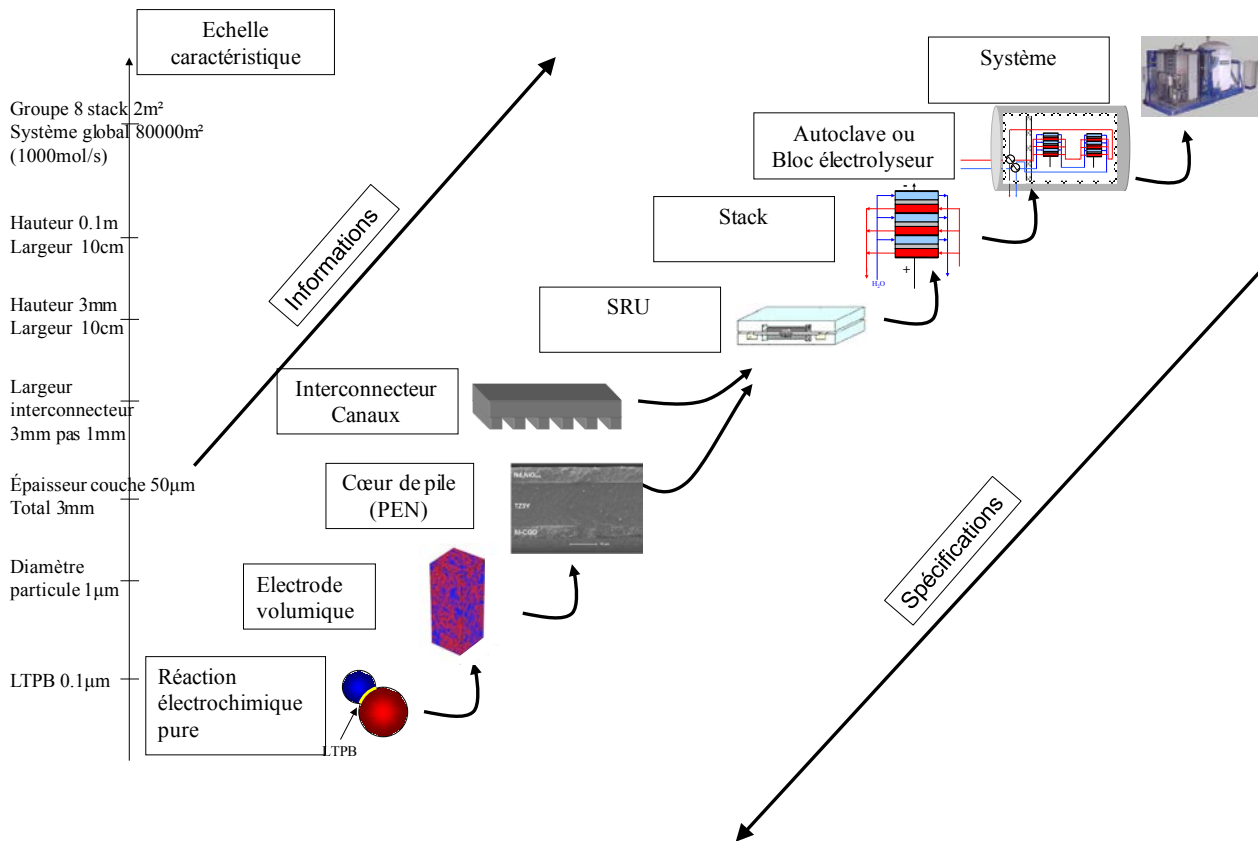 Echelle
caractéristique
Système
Groupe 8 stack 2m²
Système global 80000m²
(1000mol/s)
Autoclave ou
Bloc électrolyseur
Informations
-
Stack
+
H₂O
Hauteur 0.1m
Largeur 10cm
Hauteur 3mm
Largeur 10cm
SRU
Largeur
interconnecteur
3mm pas 1mm
Interconnecteur
Canaux
Épaisseur couche 50μm
Total 3mm
Cœur de pile
(PEN)
TZ3Y
Ni-CGO
Spécifications
Diamètre
particule 1μm
Electrode
volumique
LTPB 0.1μm
Réaction
électrochimique
pure
LTPB